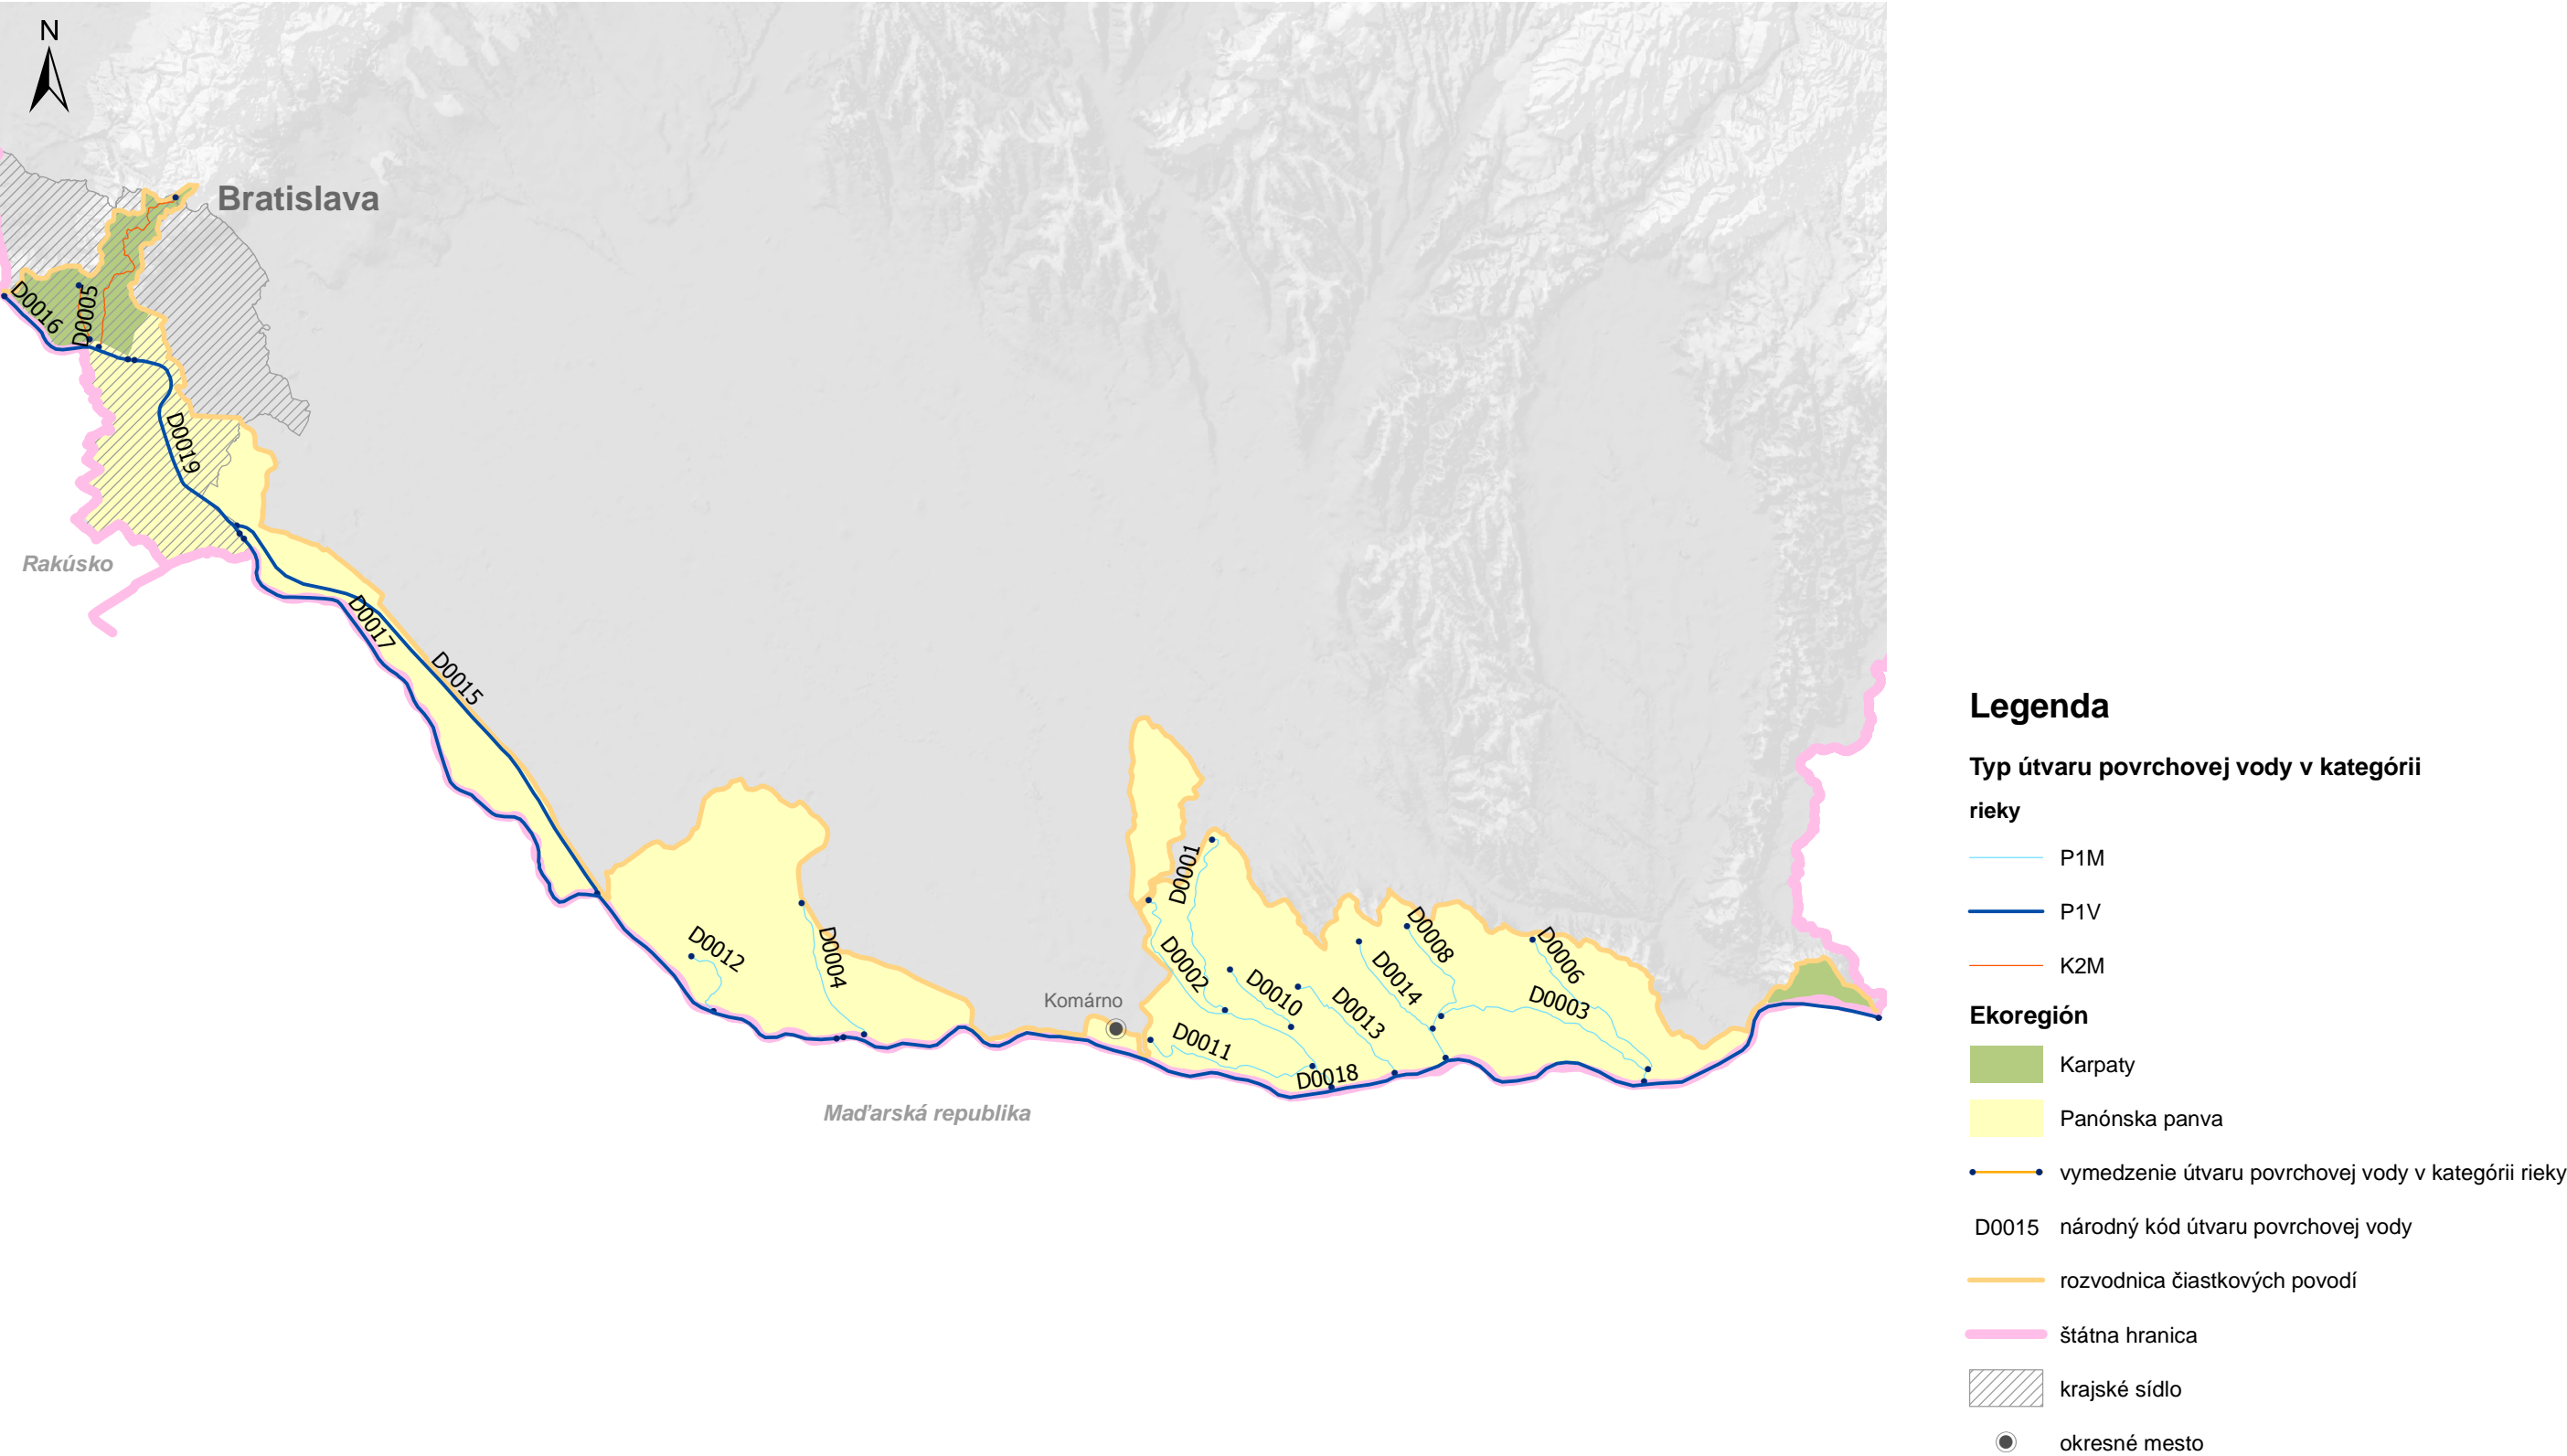 N
Bratislava
D0016
D0005
D0019
Rakúsko
D0017
D0015
D0012
D0004
Komárno
D0001
D0002
D0010
D0011
D0013
D0014
D0008
D0006
D0003
D0018
Maďarská republika
Legenda
Typ útvaru povrchovej vody v kategórii
rieky
P1M
P1V
K2M
Ekoregión
Karpaty
Panónska panva
vymedzenie útvaru povrchovej vody v kategórii rieky
D0015 národný kód útvaru povrchovej vody
rozvodnica čiastkových povodí
štátna hranica
krajské sídlo
okresné mesto